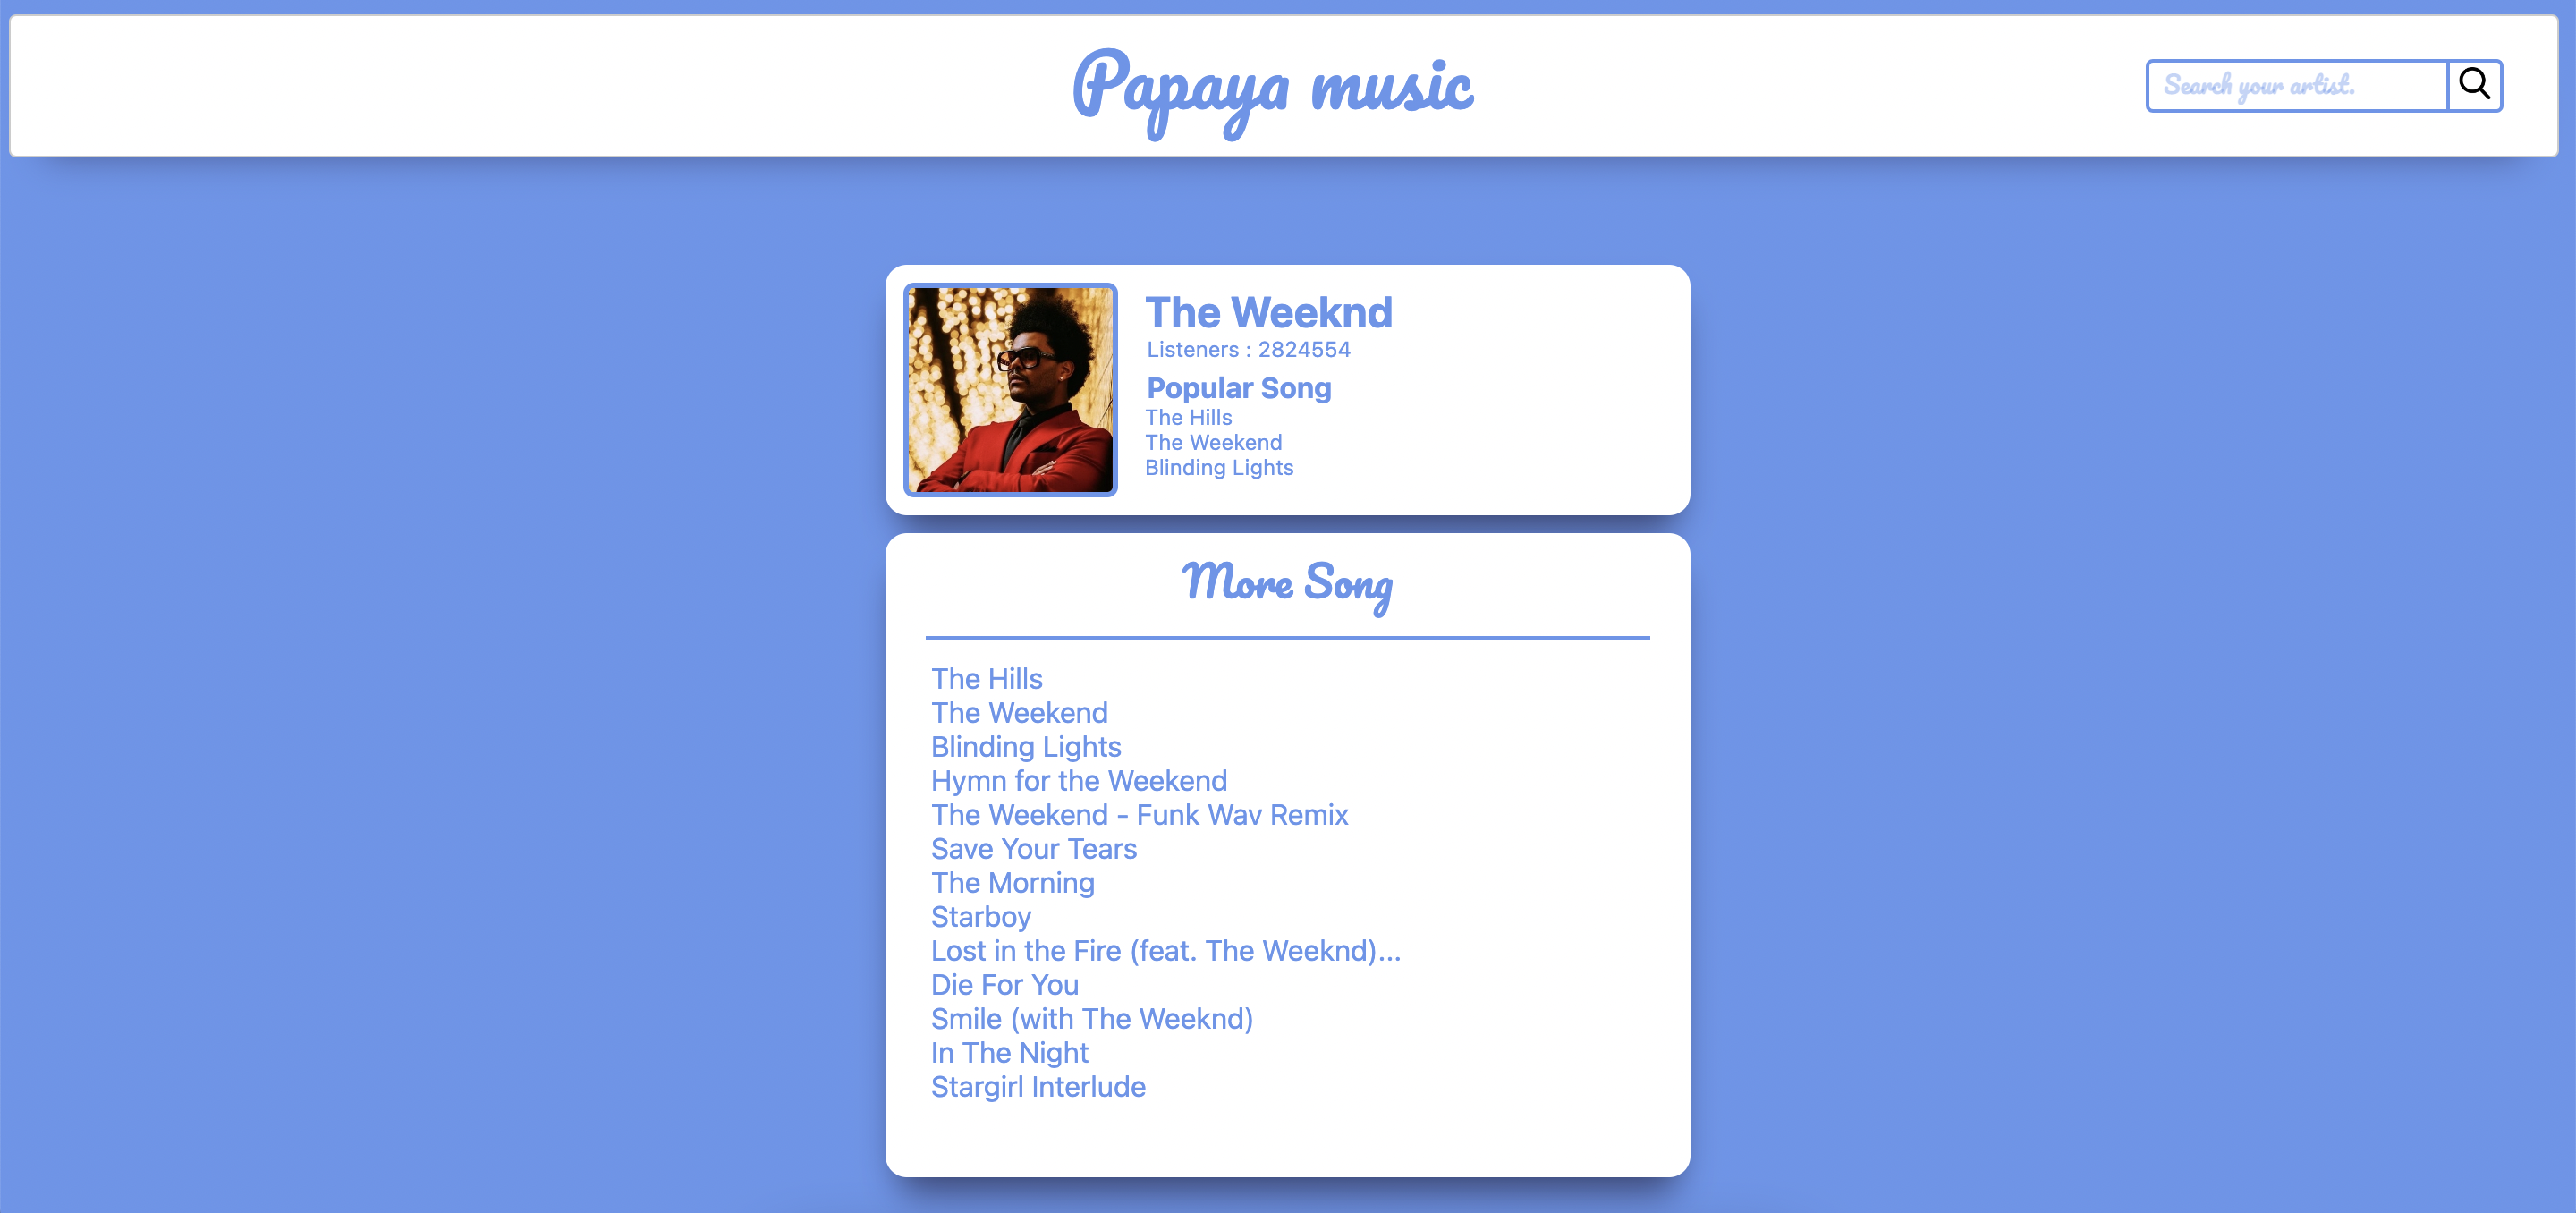 Papaya music
Search your artist.
The Weeknd
Listeners : 2824554
Popular Song
The Hills
The Weekend
Blinding Lights
More Song
The Hills
The Weekend
Blinding Lights
Hymn for the Weekend
The Weekend - Funk Wav Remix
Save Your Tears
The Morning
Starboy
Lost in the Fire (feat. The Weeknd)...
Die For You
Smile (with The Weeknd)
In The Night
Stargirl Interlude